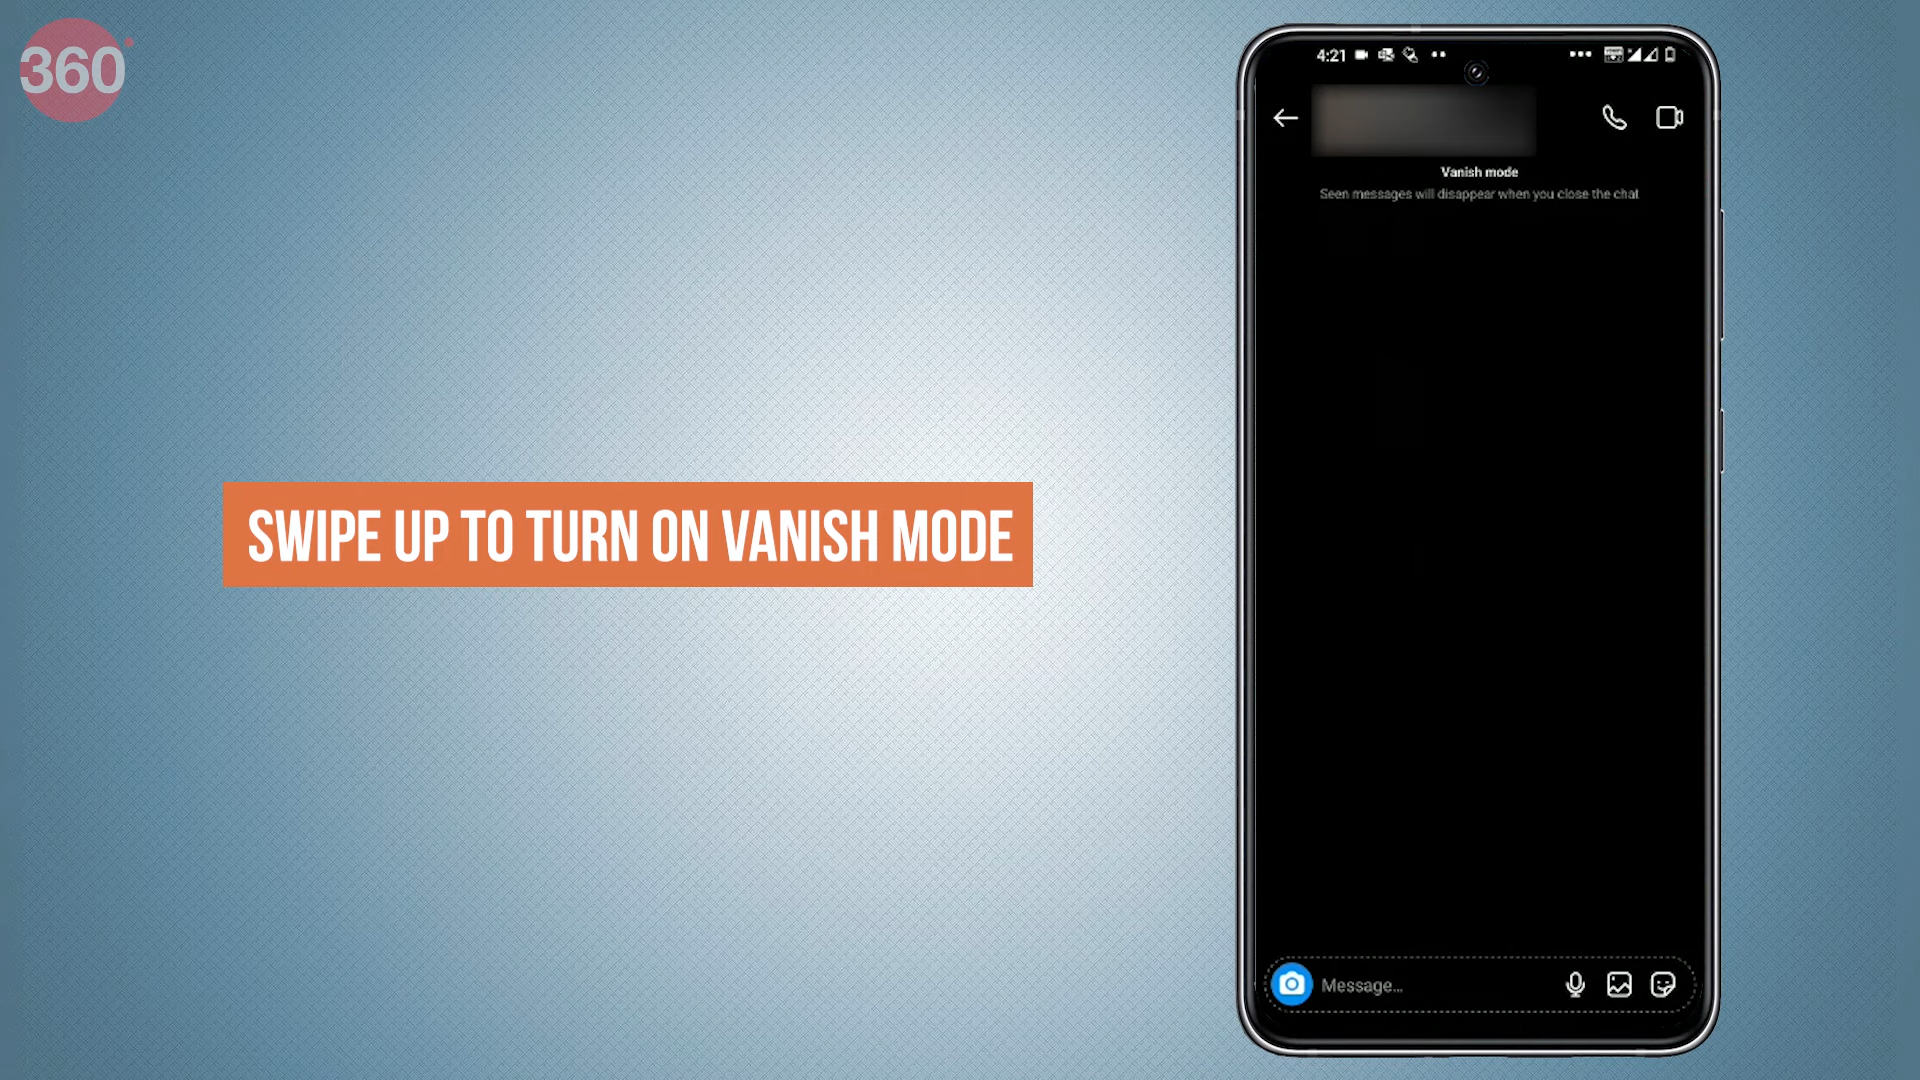 360°
4:21
Vanish mode
Seen messages will disappear when you close the chat
SWIPE UP TO TURN ON VANISH MODE
Message...